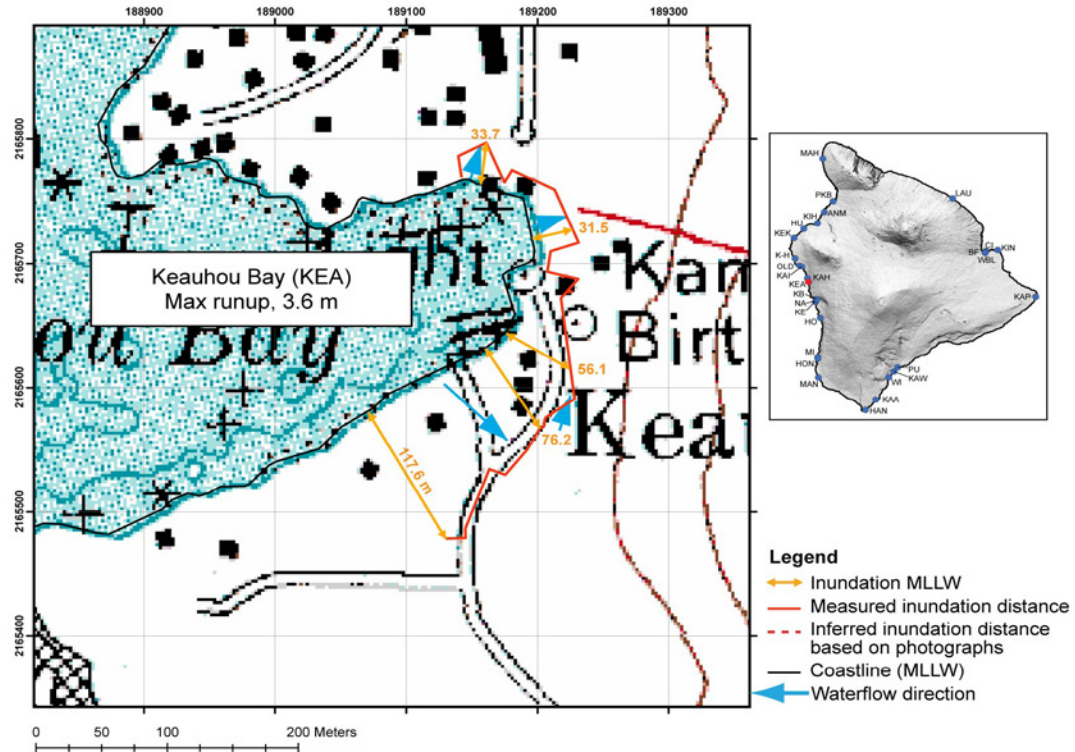 188900 189000 189100 189200 189300
2165800
2165700
2165600
2165500
2165400
33.7
31.5
56.1
76.2
117.6 m
Keauhou Bay (KEA)
Max runup, 3.6 m
ht
ou Bay
Kam
Birt
Kea
MAH
PKB
ANM
KIH
HU
KEK
K-H
OLD
KAI
KAH
KEA
KB
NA
KE
HO
MI
HON
MAN
LAU
CI
BF
KIN
WBL
KAP
PU
KAW
WI
KAA
HAN
Legend
Inundation MLLW
Measured inundation distance
Inferred inundation distance
based on photographs
Coastline (MLLW)
Waterflow direction
0 50 100 200 Meters